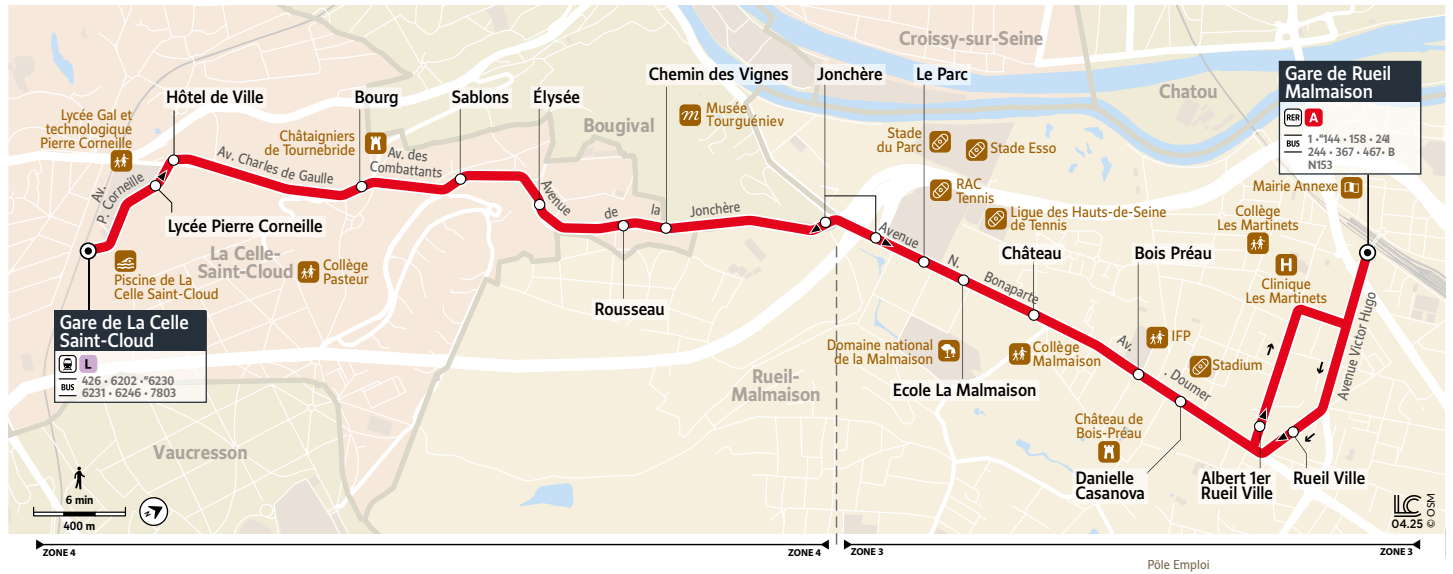 Croissy-sur-Seine
Chatou
Gare de Rueil
Malmaison
RER A
BUS
1 • "144 • 158 • 241
244 • 367 • 467 • B
N153
Mairie Annexe
Collège
Les Martinets
H
Clinique
Les Martinets
Avenue Victor Hugo
Chemin des Vignes
Jonchère
Le Parc
Hôtel de Ville
Bourg
Sablons
Élysée
Lycée Gal et
technologique
Pierre Corneille
Châtaigniers
de Tournebride
Bougival
m
Musée
Tourguéniev
Stade
du Parc
Stade Esso
RAC
Tennis
Ligue des Hauts-de-Seine
de Tennis
Av. Charles de Gaulle
Av. des
Combattants
Av.
P. Corneille
Avenue
de
la
Jonchère
Avenue
N.
Bonaparte
Av.
. Doumer
Lycée Pierre Corneille
La Celle-
Saint-Cloud
Collège
Pasteur
Piscine de La
Celle Saint-Cloud
Rousseau
Château
Bois Préau
Gare de La Celle
Saint-Cloud
L
BUS
426 • 6202 • "6230
6231 • 6246 • 7803
Domaine national
de la Malmaison
Collège
Malmaison
IFP
Stadium
Rueil-
Malmaison
Ecole La Malmaison
Château de
Bois-Préau
Vaucresson
Danielle
Casanova
Albert 1er
Rueil Ville
Rueil Ville
6 min
400 m
LC
04.25 © OSM
ZONE 4
ZONE 4
ZONE 3
ZONE 3
Pôle Emploi